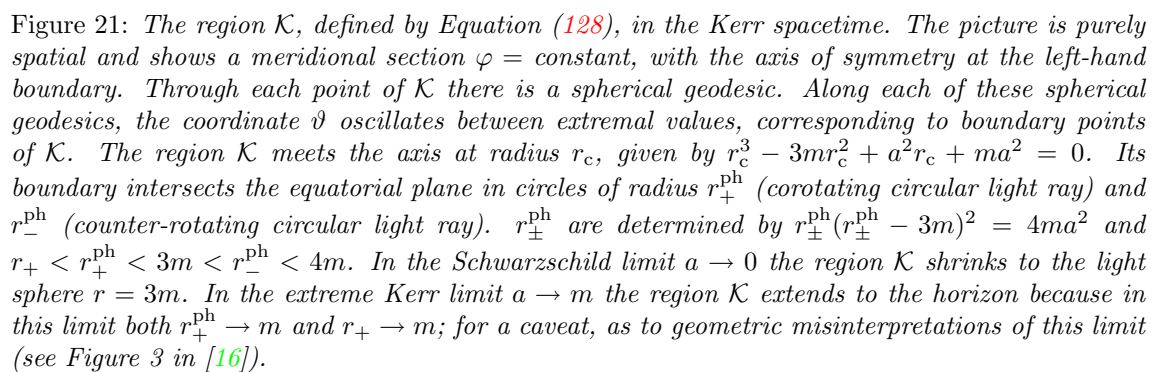 Figure 21: The region 𝒦, defined by Equation (128), in the Kerr spacetime. The picture is purely
spatial and shows a meridional section φ = constant, with the axis of symmetry at the left-hand
boundary. Through each point of 𝒦 there is a spherical geodesic. Along each of these spherical
geodesics, the coordinate ϑ oscillates between extremal values, corresponding to boundary points
of 𝒦. The region 𝒦 meets the axis at radius r_c, given by r_c^3 − 3mr_c^2 + a^2r_c + ma^2 = 0. Its
boundary intersects the equatorial plane in circles of radius r_+^ph (corotating circular light ray) and
r_−^ph (counter-rotating circular light ray). r_±^ph are determined by r_±^ph(r_±^ph − 3m)^2 = 4ma^2 and
r_+ < r_+^ph < 3m < r_−^ph < 4m. In the Schwarzschild limit a → 0 the region 𝒦 shrinks to the light
sphere r = 3m. In the extreme Kerr limit a → m the region 𝒦 extends to the horizon because in
this limit both r_+^ph → m and r_+ → m; for a caveat, as to geometric misinterpretations of this limit
(see Figure 3 in [16]).